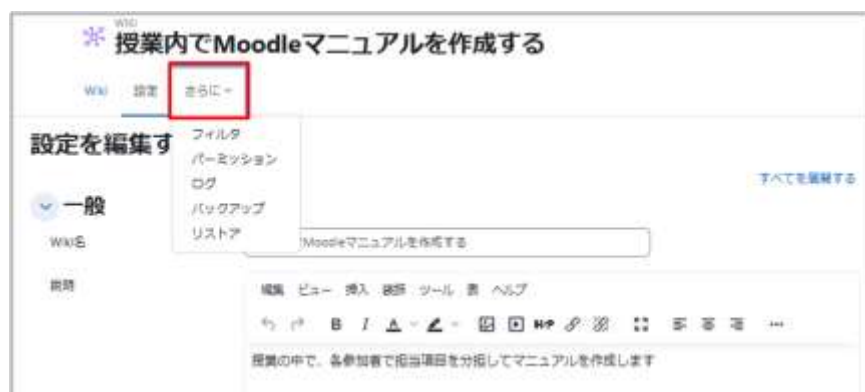 Wiki
授業内でMoodleマニュアルを作成する
Wiki 設定 さらに
設定を編集す
フィルタ
パーミッション
ログ
バックアップ
リストア
すべてを展開する
一般
Wiki名
Moodleマニュアルを作成する
説明
編集 ビュー 挿入 書式 ツール 表 ヘルプ
B I A H-P
授業の中で、各参加者で担当項目を分担してマニュアルを作成します